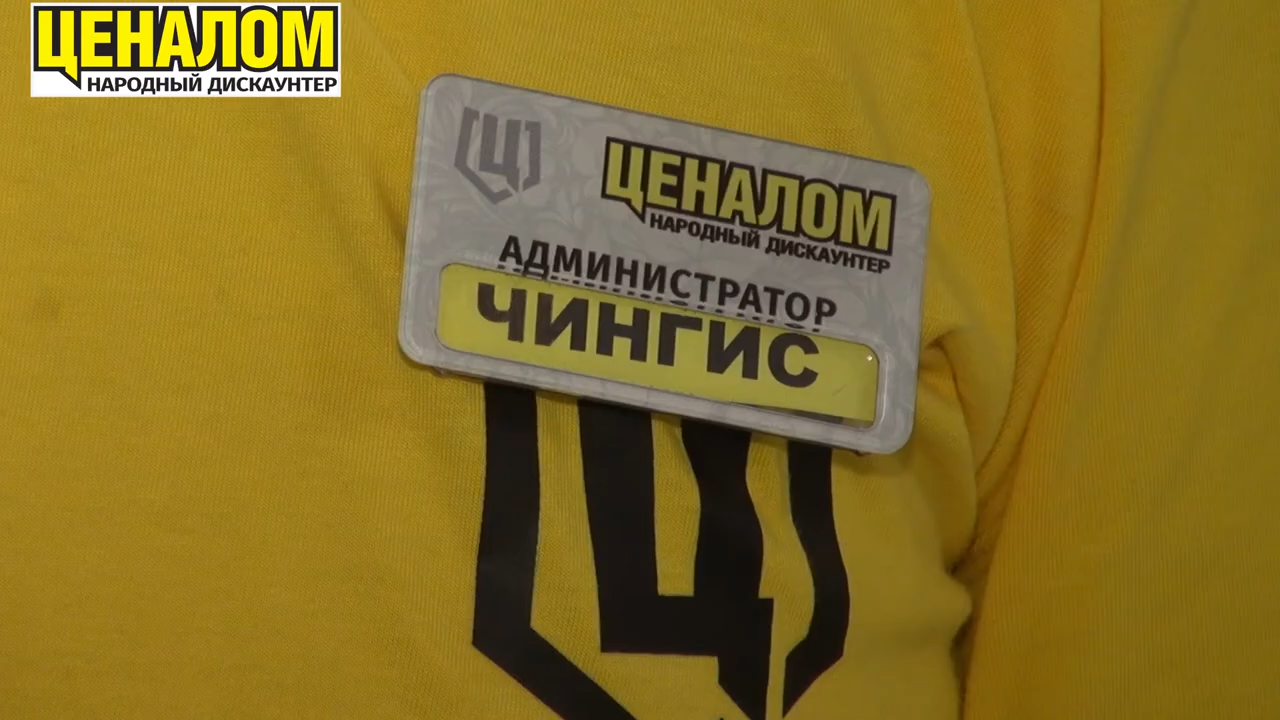 ЦЕНАЛОМ
НАРОДНЫЙ ДИСКАУНТЕР
Ц
ЦЕНАЛОМ
НАРОДНЫЙ ДИСКАУНТЕР
АДМИНИСТРАТОР
ЧИНГИС
Ц